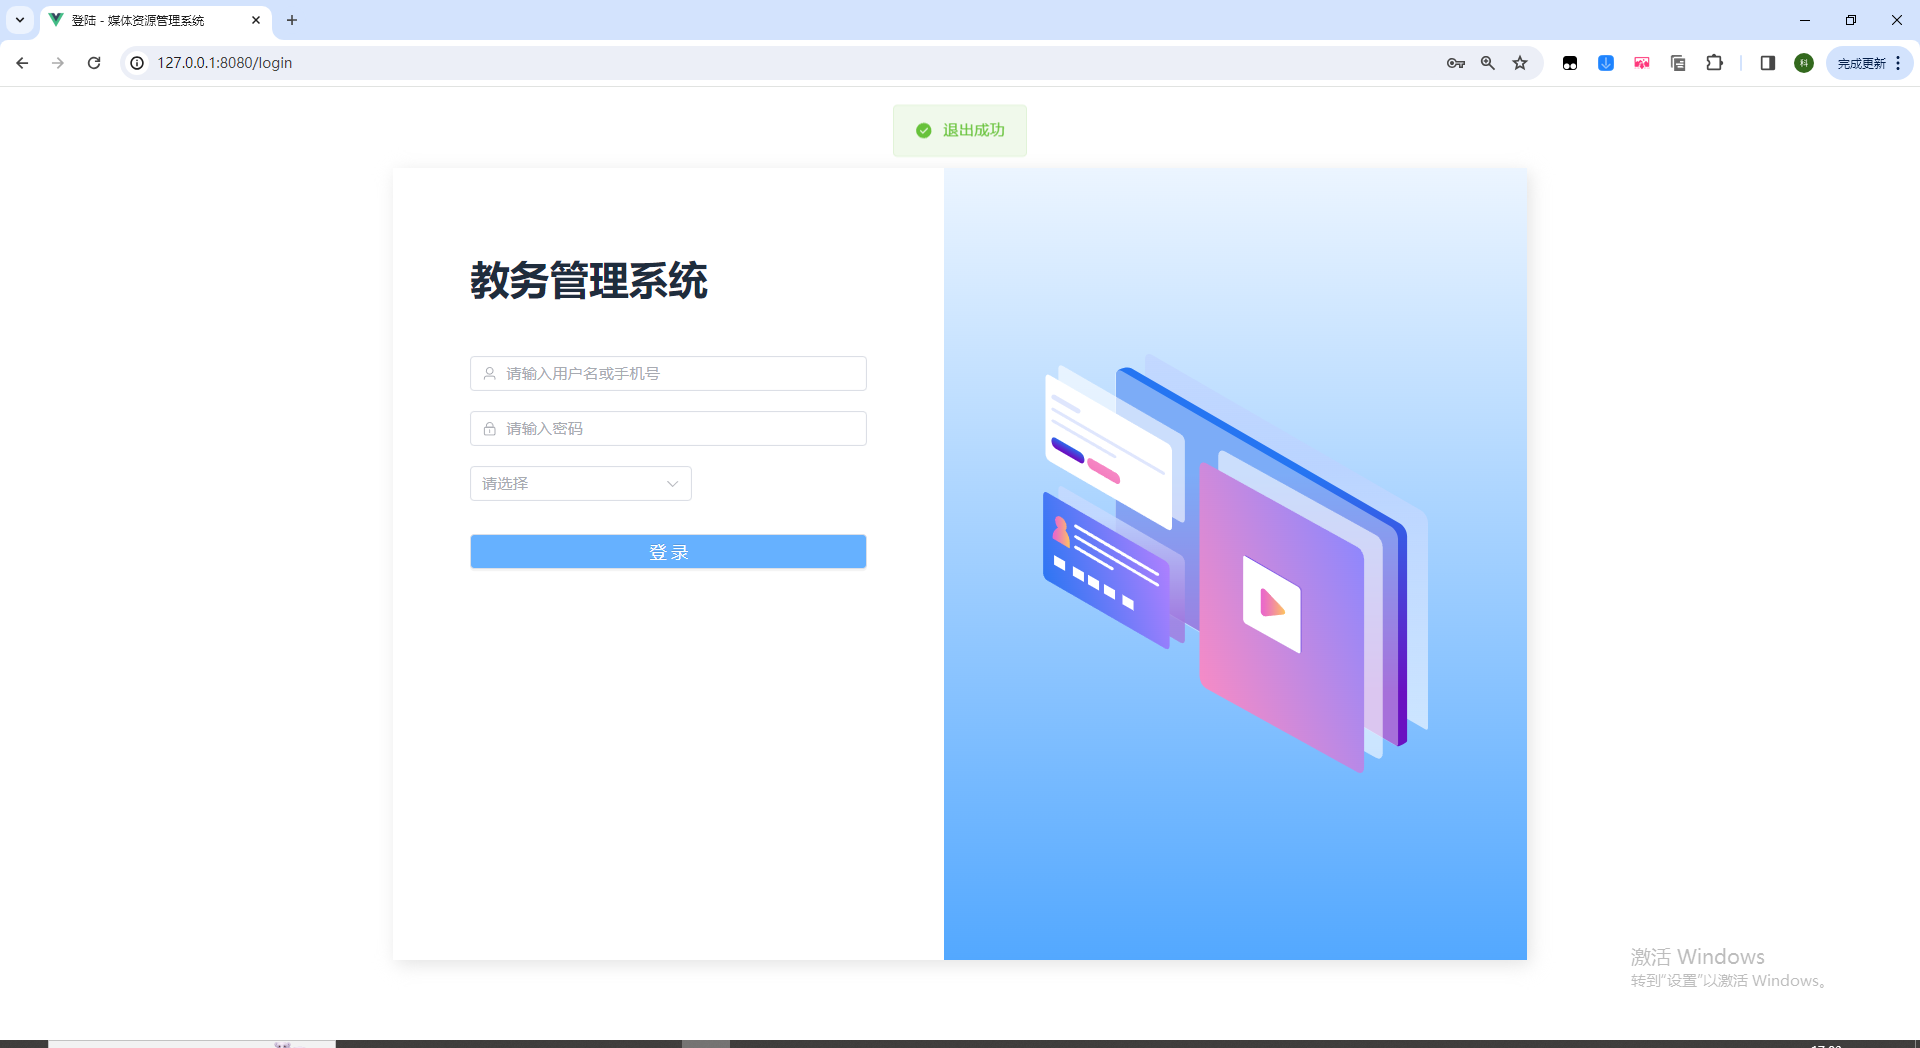 登陆 - 媒体资源管理系统
127.0.0.1:8080/login
科
完成更新
退出成功
教务管理系统
请输入用户名或手机号
请输入密码
请选择
登 录
激活 Windows
转到“设置”以激活 Windows。